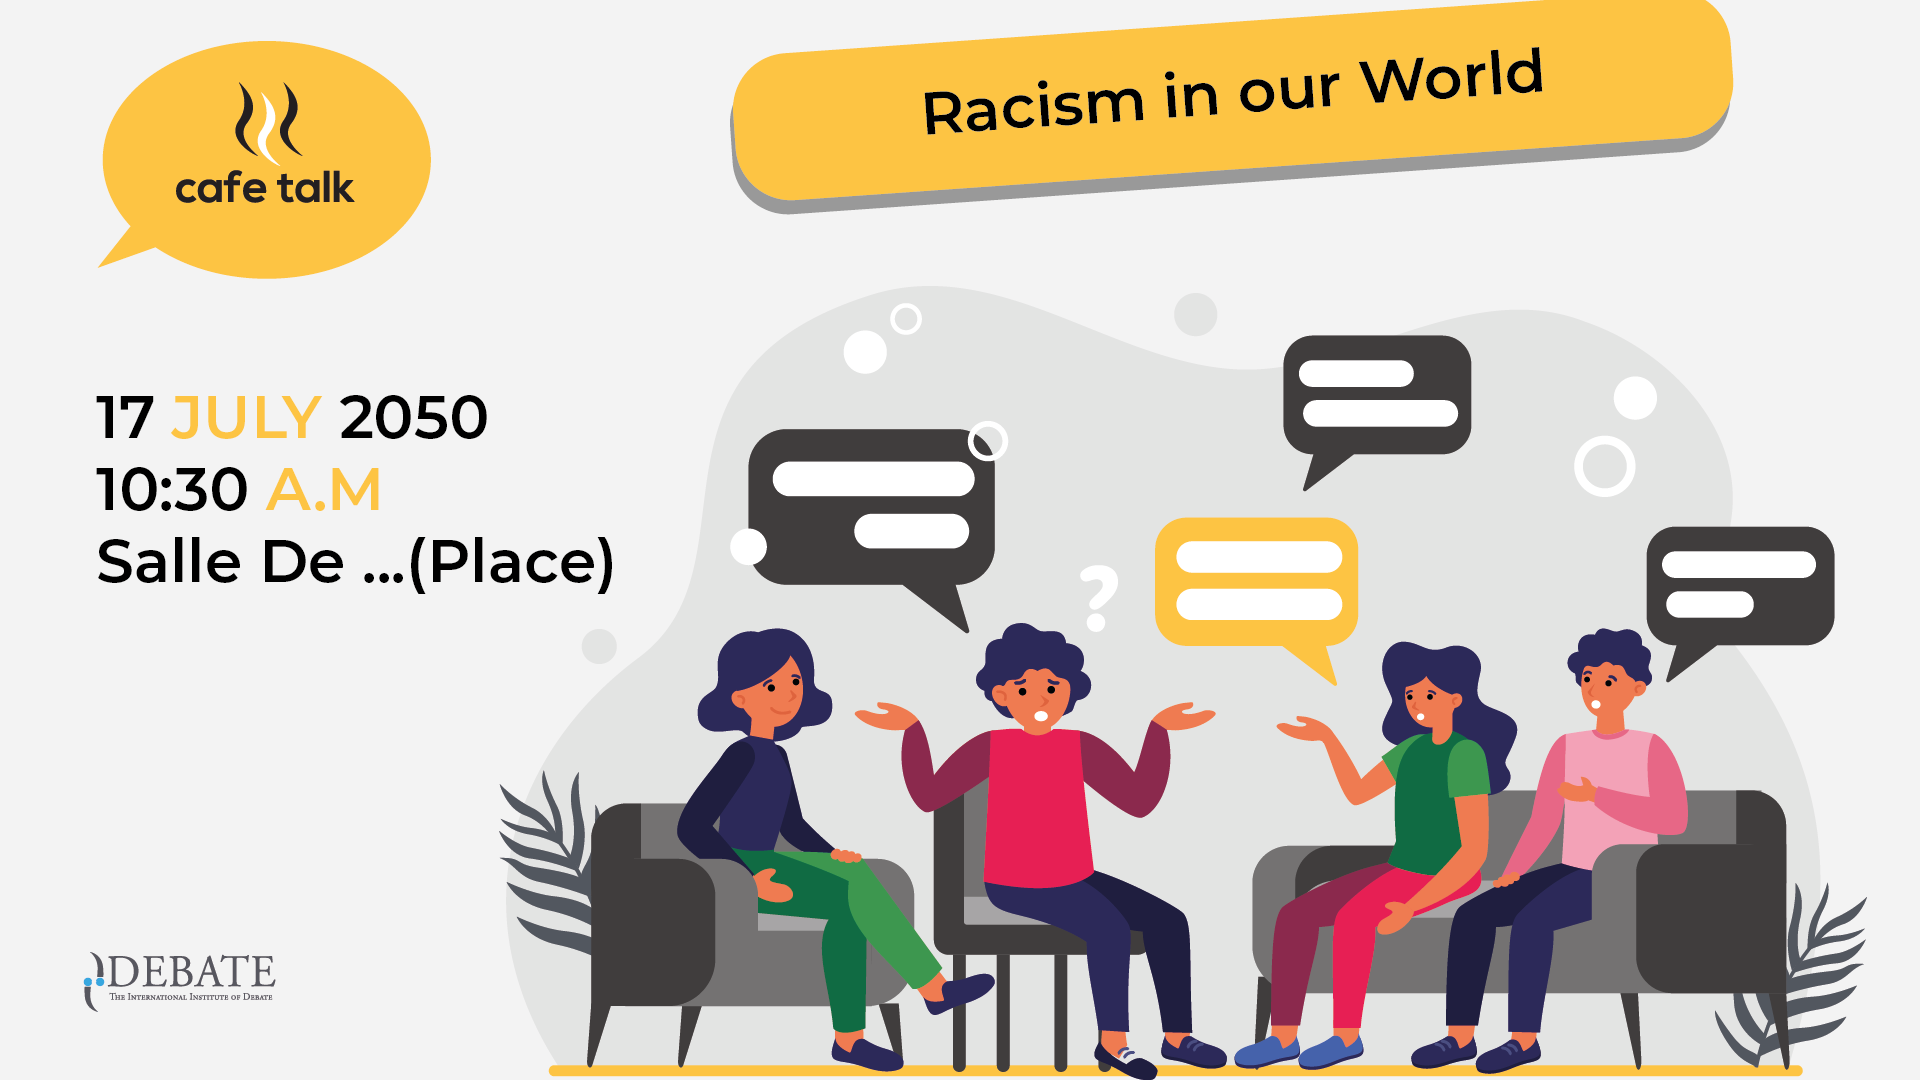 cafe talk
Racism in our World
17 JULY 2050
10:30 A.M
Salle De ...(Place)
?
iDEBATE
THE INTERNATIONAL INSTITUTE OF DEBATE